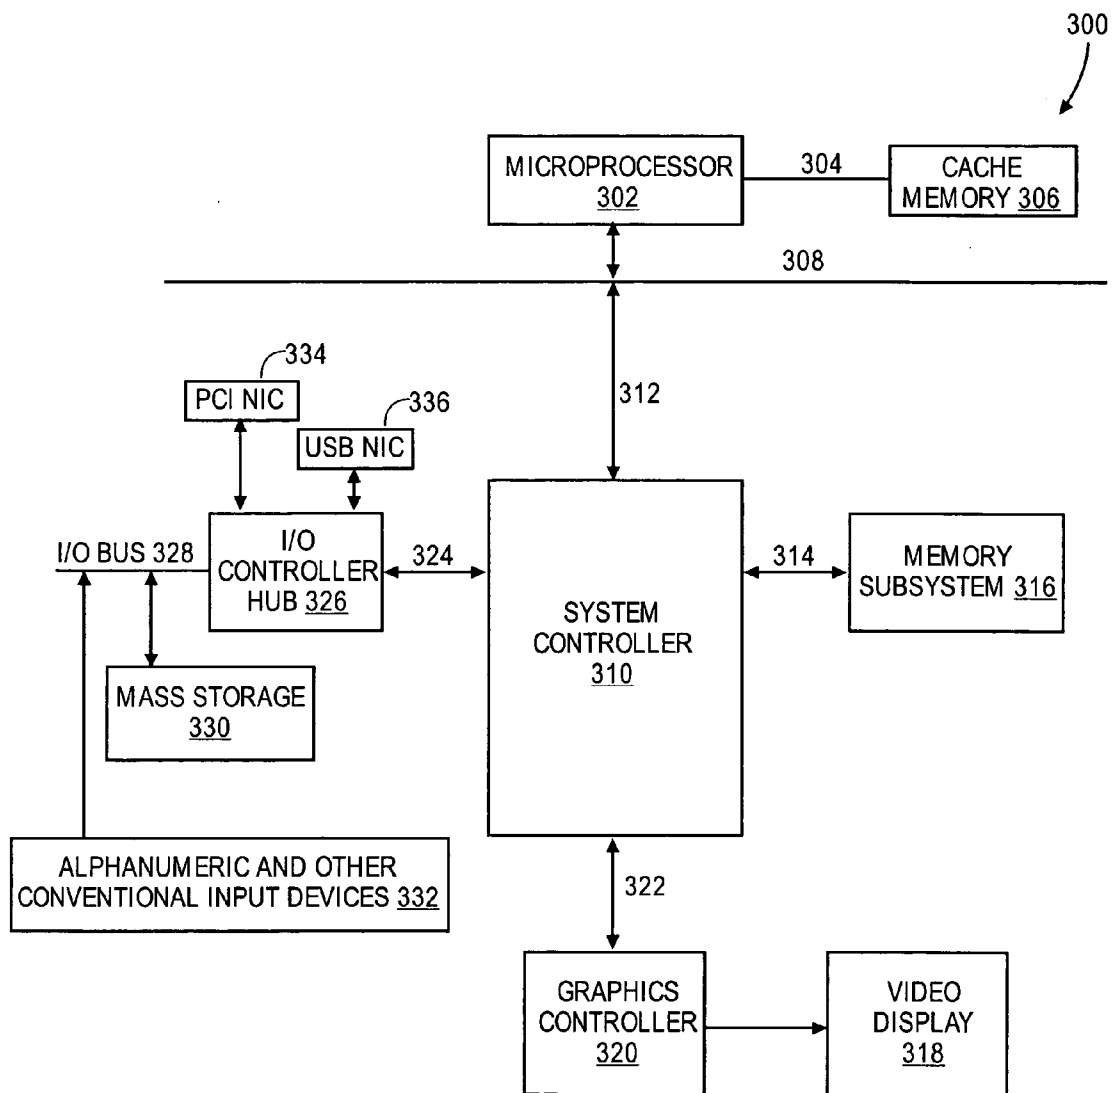 300
MICROPROCESSOR
302
304
CACHE
MEMORY 306
308
312
334
PCI NIC
336
USB NIC
I/O BUS 328
I/O
CONTROLLER
HUB 326
324
SYSTEM
CONTROLLER
310
314
MEMORY
SUBSYSTEM 316
MASS STORAGE
330
ALPHANUMERIC AND OTHER
CONVENTIONAL INPUT DEVICES 332
322
GRAPHICS
CONTROLLER
320
VIDEO
DISPLAY
318